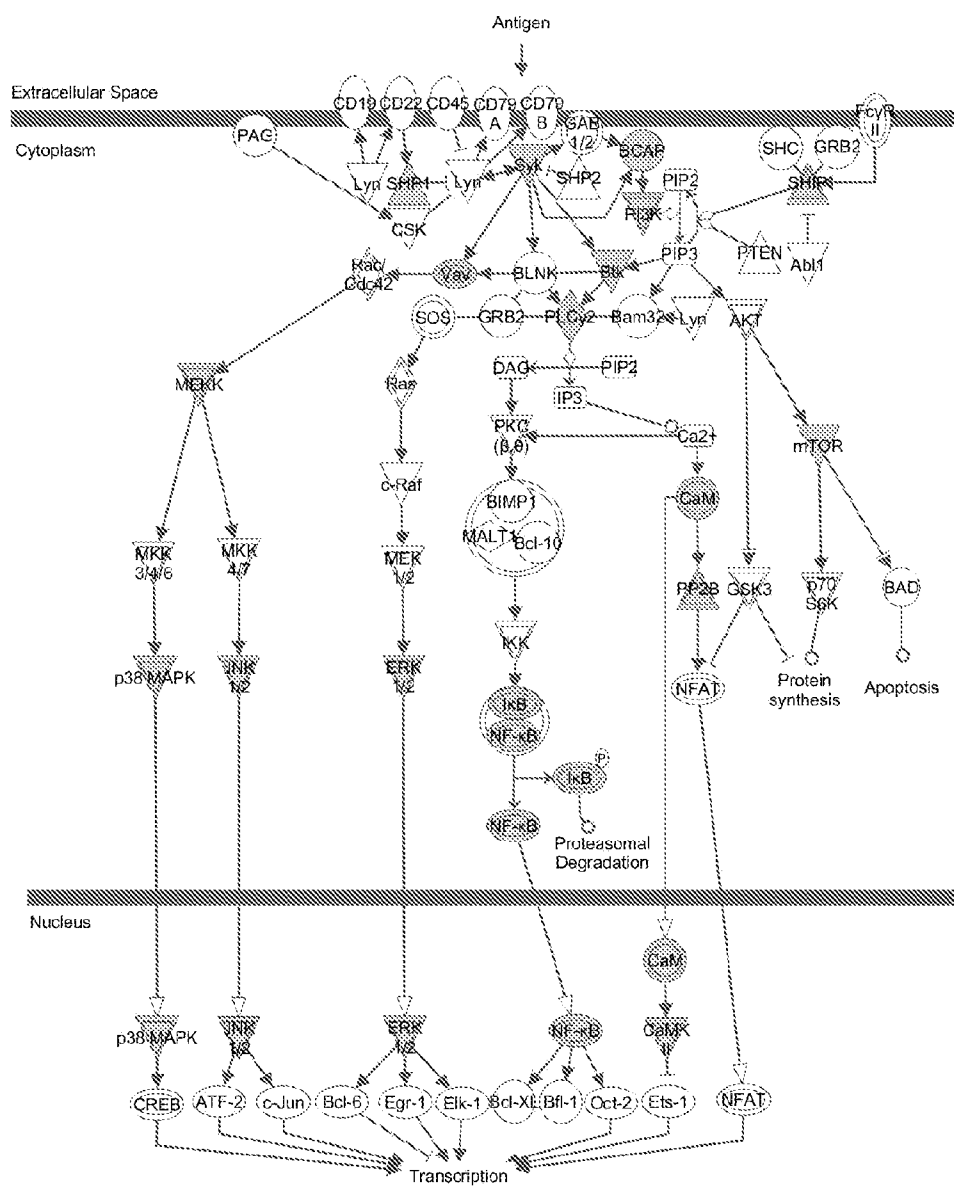 Antigen
Extracellular Space
CD19
CD22
CD45
CD79
A
CD79
B
GAB
1/2
FcγR
II
PAG
Cytoplasm
BCAP
SHC
GRB2
Lyn
SHP1
Lyn
Syk
SHP2
PIP2
SHIP
CSK
PI3K
PIP3
PTEN
Abl1
Rac
Cdc42
Vav
BLNK
Btk
SOS
GRB2
PLCγ2
Bam32
Lyn
AKT
MEKK
Ras
DAG
PIP2
IP3
PKC
(β,θ)
Ca2+
mTOR
c-Raf
BIMP1
MALT1
Bcl-10
CaM
MKK
3/4/6
MKK
4/7
MEK
1/2
PP2B
GSK3
p70
S6K
BAD
IKK
p38 MAPK
JNK
1/2
ERK
1/2
NFAT
Protein
synthesis
Apoptosis
IκB
NF-κB
IκB
P
NF-κB
Proteasomal
Degradation
Nucleus
CaM
p38 MAPK
JNK
1/2
ERK
1/2
NF-κB
CaMK
II
CREB
ATF-2
c-Jun
Bcl-6
Egr-1
Elk-1
Bcl-XL
Bfl-1
Oct-2
Ets-1
NFAT
Transcription